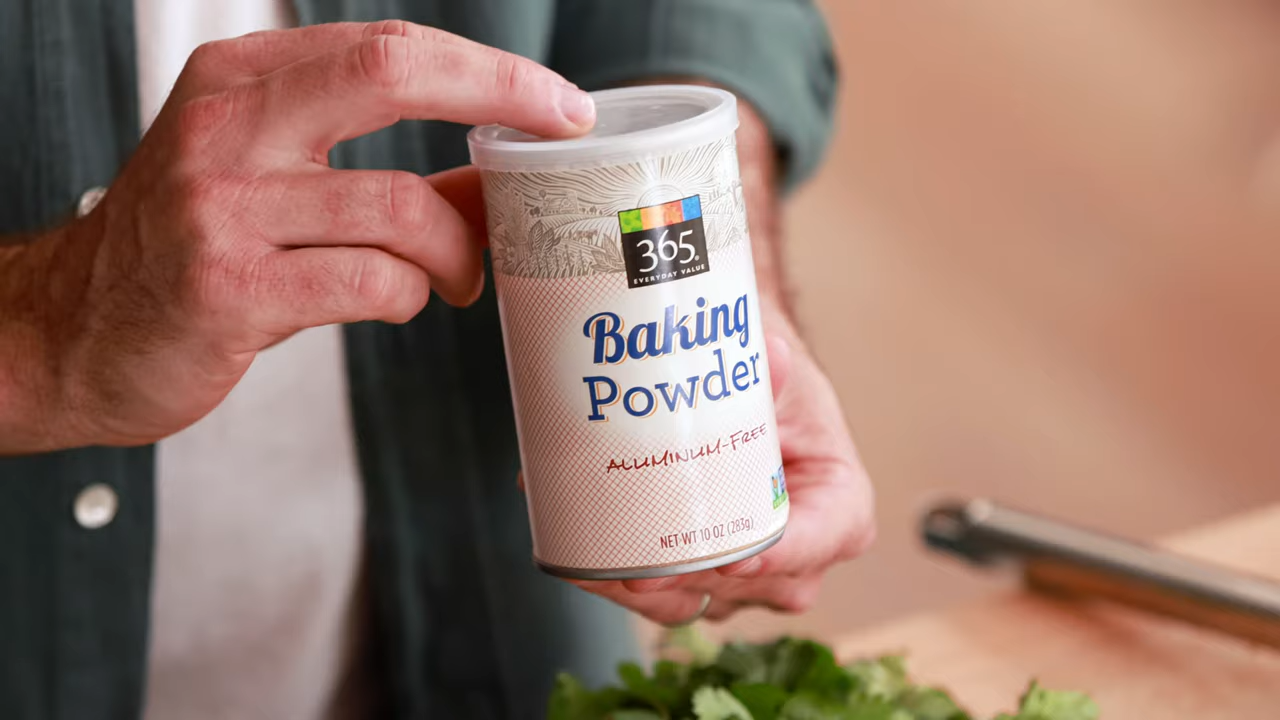 365®
EVERYDAY VALUE
Baking
Powder
ALUMINUM-FREE
NET WT 10 OZ (283g)